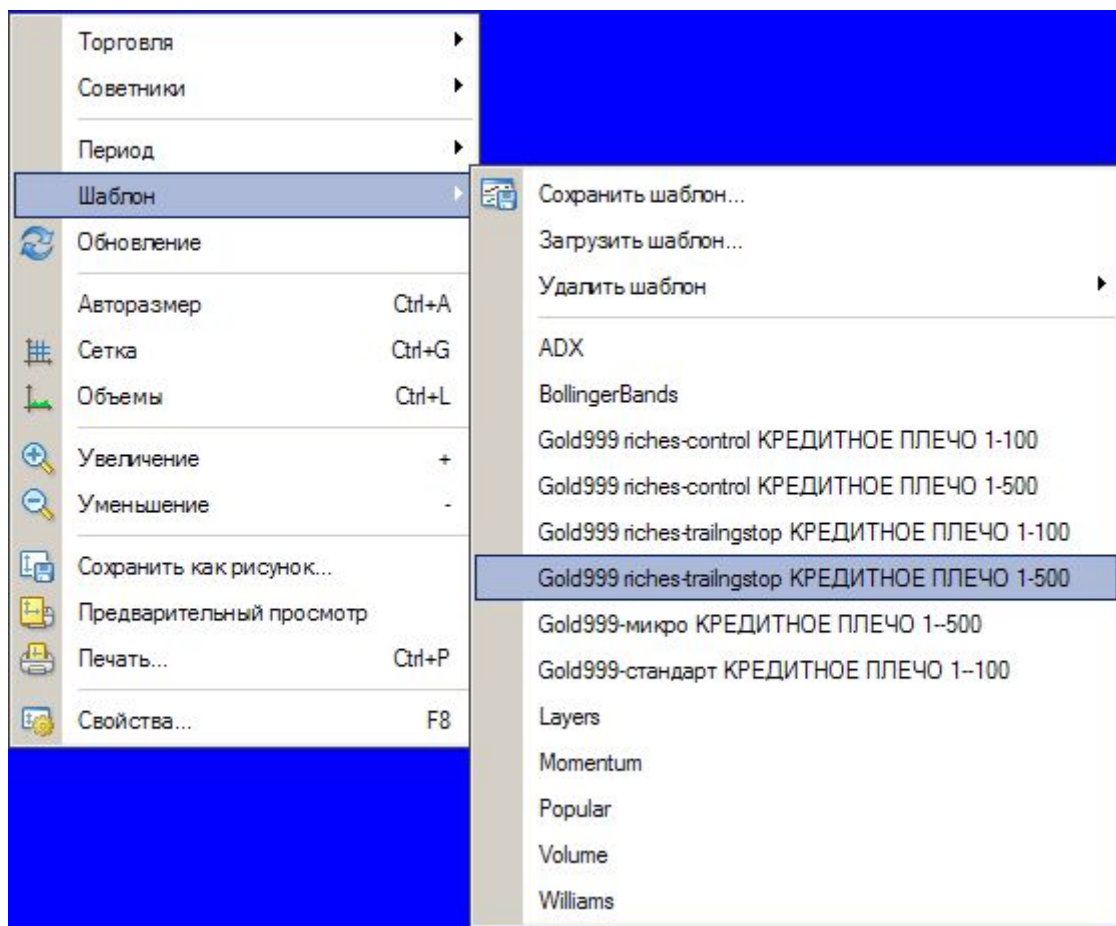 Торговля
Советники
Период
Шаблон
Обновление
Авторазмер Ctrl+A
Сетка Ctrl+G
Объемы Ctrl+L
Увеличение +
Уменьшение -
Сохранить как рисунок...
Предварительный просмотр
Печать... Ctrl+P
Свойства... F8
Сохранить шаблон...
Загрузить шаблон...
Удалить шаблон
ADX
BollingerBands
Gold999 riches-control КРЕДИТНОЕ ПЛЕЧО 1-100
Gold999 riches-control КРЕДИТНОЕ ПЛЕЧО 1-500
Gold999 riches-trailngstop КРЕДИТНОЕ ПЛЕЧО 1-100
Gold999 riches-trailngstop КРЕДИТНОЕ ПЛЕЧО 1-500
Gold999-микро КРЕДИТНОЕ ПЛЕЧО 1--500
Gold999-стандарт КРЕДИТНОЕ ПЛЕЧО 1--100
Layers
Momentum
Popular
Volume
Williams